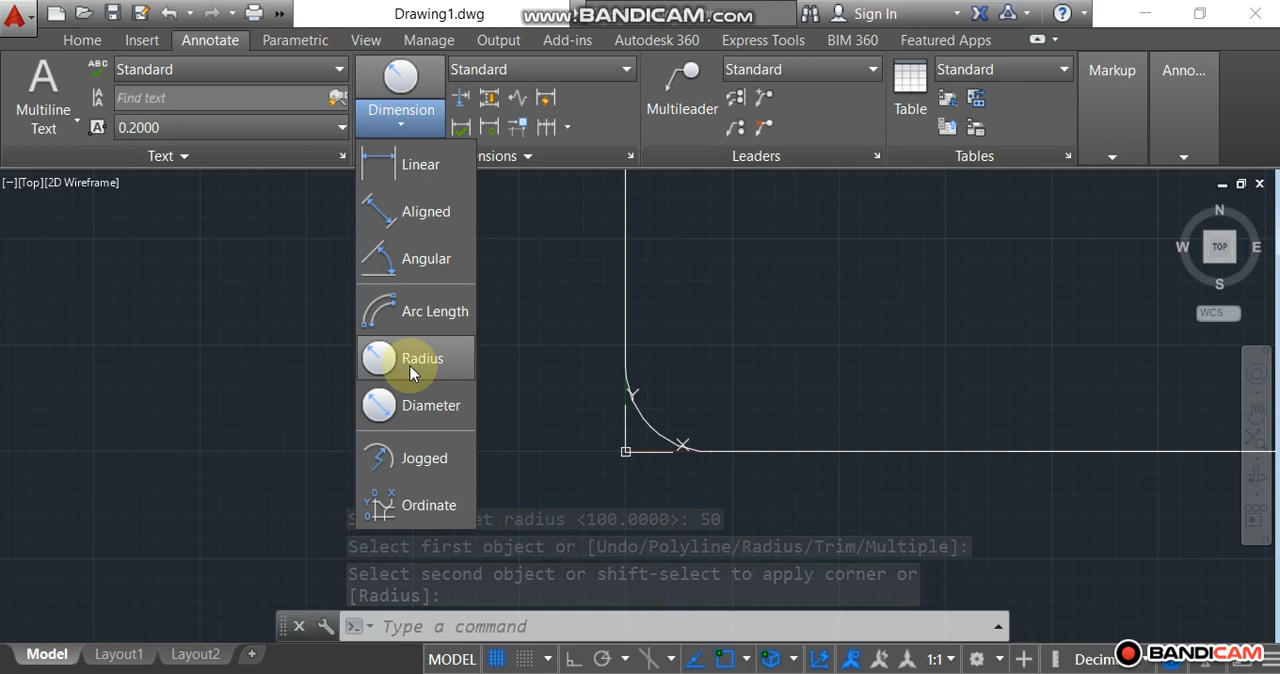 Drawing1.dwg
www.BANDICAM.com
Sign In
Home Insert Annotate Parametric View Manage Output Add-ins Autodesk 360 Express Tools BIM 360 Featured Apps
Multiline
Text
ABC
Standard
Find text
0.2000
Text
Dimension
Standard
Multileader
Standard
Leaders
Table
Standard
Tables
Markup
Anno...
nsions
[−][Top][2D Wireframe]
Linear
Aligned
Angular
Arc Length
Radius
Diameter
Jogged
Ordinate
N
W TOP E
S
WCS
Y
X
et radius <100.0000>: 50
Select first object or [Undo/Polyline/Radius/Trim/Multiple]:
Select second object or shift-select to apply corner or
[Radius]:
Type a command
Model Layout1 Layout2
MODEL
1:1
Decim
BANDICAM